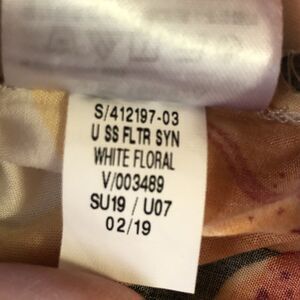 S/412197-03
U SS FLTR SYN
WHITE FLORAL
V/003489
SU19 / U07
02/19